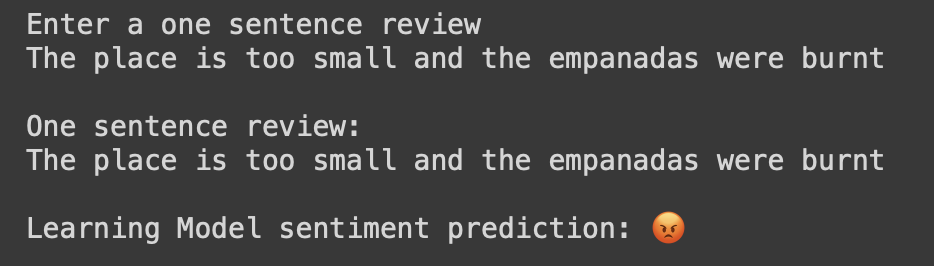 Enter a one sentence review
The place is too small and the empanadas were burnt
One sentence review:
The place is too small and the empanadas were burnt
Learning Model sentiment prediction: 😡